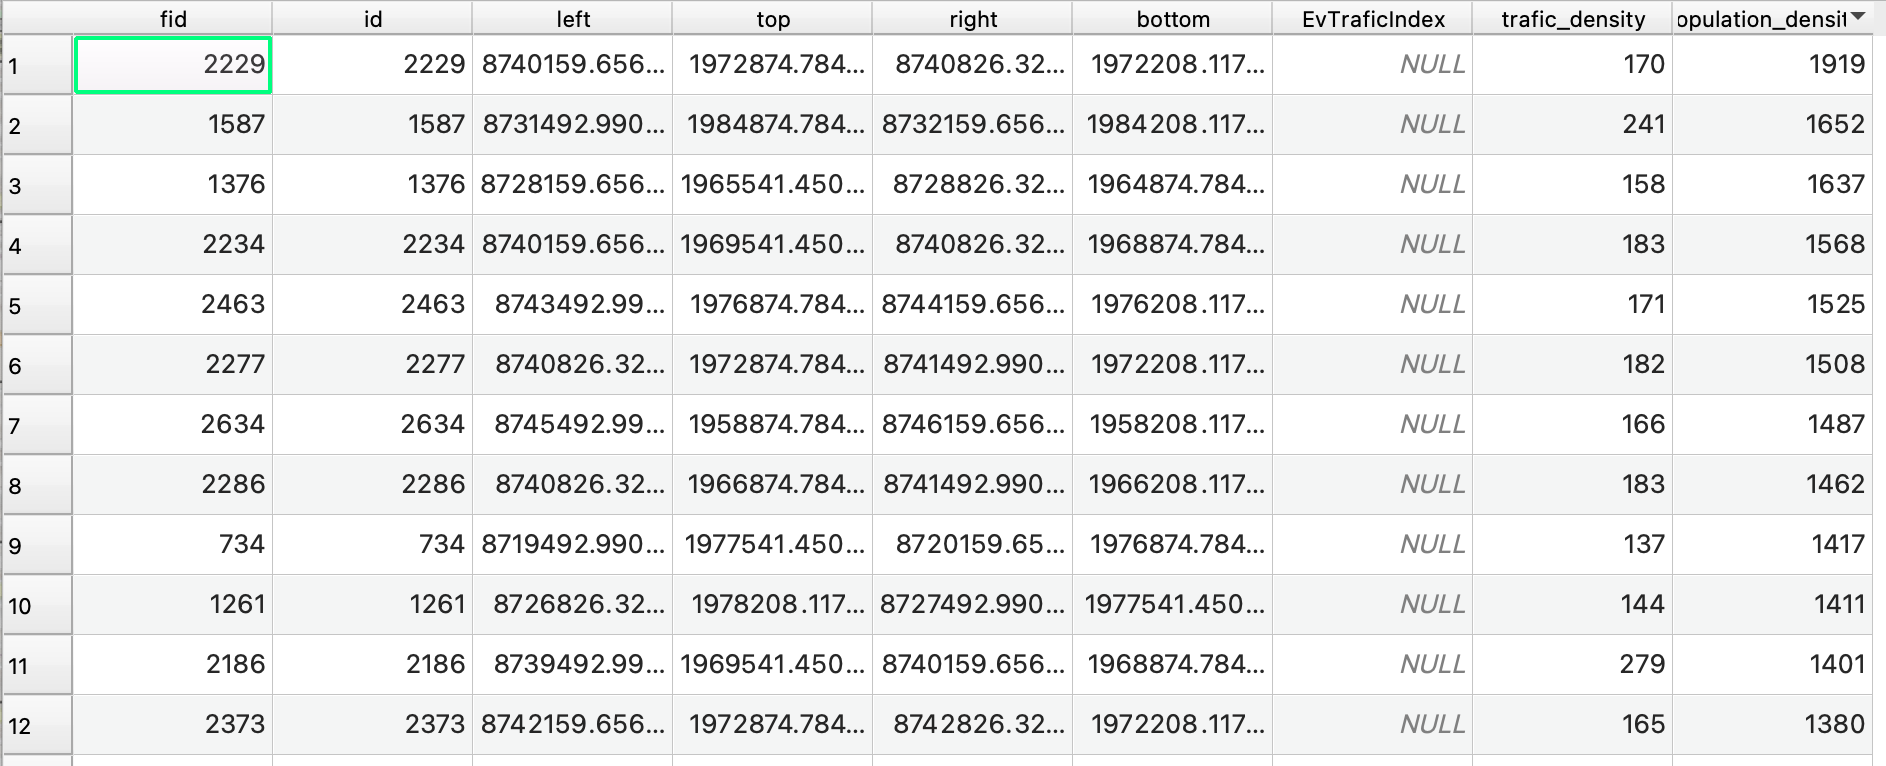 fid id left top right bottom EvTraficIndex trafic_density opulation_densit
1 2229 2229 8740159.656... 1972874.784... 8740826.32... 1972208.117... NULL 170 1919
2 1587 1587 8731492.990... 1984874.784... 8732159.656... 1984208.117... NULL 241 1652
3 1376 1376 8728159.656... 1965541.450... 8728826.32... 1964874.784... NULL 158 1637
4 2234 2234 8740159.656... 1969541.450... 8740826.32... 1968874.784... NULL 183 1568
5 2463 2463 8743492.99... 1976874.784... 8744159.656... 1976208.117... NULL 171 1525
6 2277 2277 8740826.32... 1972874.784... 8741492.990... 1972208.117... NULL 182 1508
7 2634 2634 8745492.99... 1958874.784... 8746159.656... 1958208.117... NULL 166 1487
8 2286 2286 8740826.32... 1966874.784... 8741492.990... 1966208.117... NULL 183 1462
9 734 734 8719492.990... 1977541.450... 8720159.65... 1976874.784... NULL 137 1417
10 1261 1261 8726826.32... 1978208.117... 8727492.990... 1977541.450... NULL 144 1411
11 2186 2186 8739492.99... 1969541.450... 8740159.656... 1968874.784... NULL 279 1401
12 2373 2373 8742159.656... 1972874.784... 8742826.32... 1972208.117... NULL 165 1380